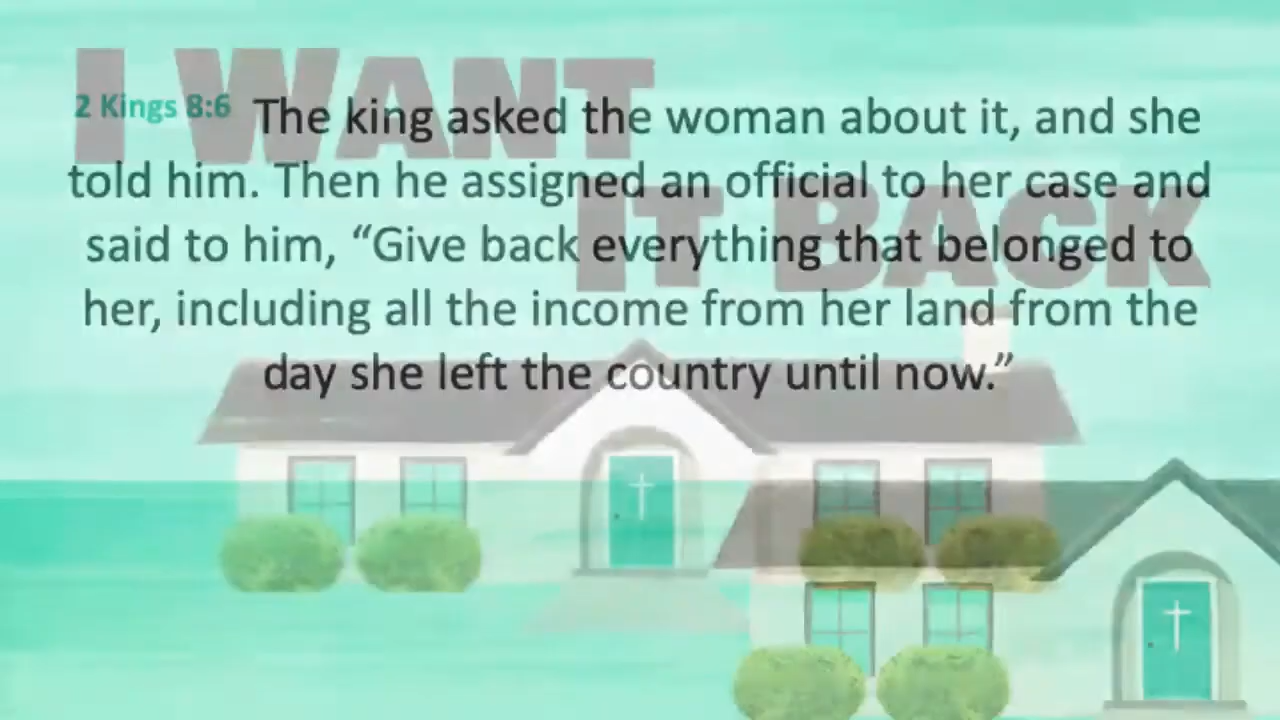 I WANT
IT BACK
2 Kings 8:6 The king asked the woman about it, and she
told him. Then he assigned an official to her case and
said to him, “Give back everything that belonged to
her, including all the income from her land from the
day she left the country until now.”